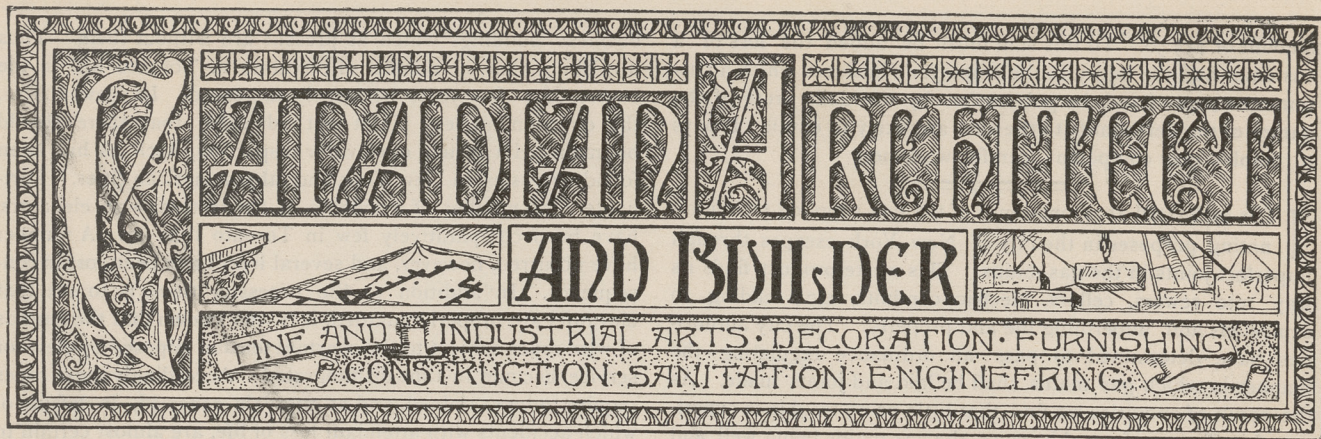 CANADIAN ARCHITECT
AND BUILDER
FINE AND INDUSTRIAL ARTS · DECORATION · FURNISHING
CONSTRUCTION · SANITATION ENGINEERING ·